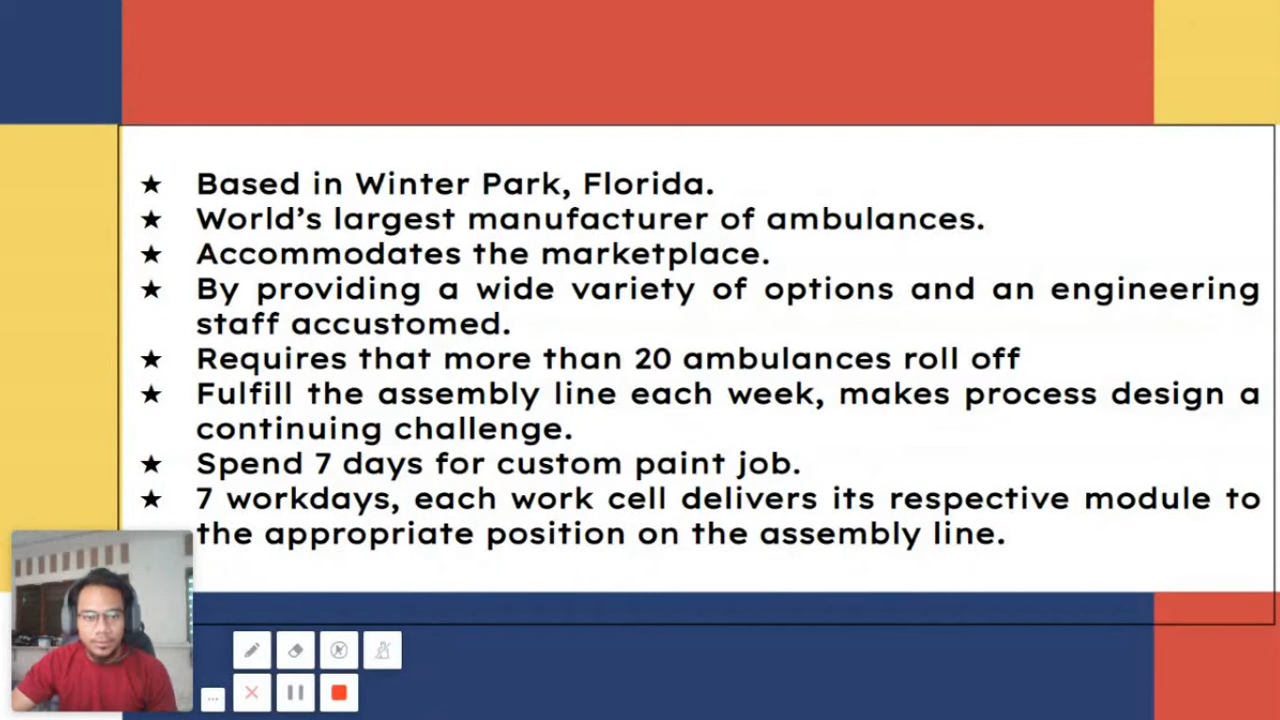 ★ Based in Winter Park, Florida.
★ World’s largest manufacturer of ambulances.
★ Accommodates the marketplace.
★ By providing a wide variety of options and an engineering
staff accustomed.
★ Requires that more than 20 ambulances roll off
★ Fulfill the assembly line each week, makes process design a
continuing challenge.
★ Spend 7 days for custom paint job.
★ 7 workdays, each work cell delivers its respective module to
the appropriate position on the assembly line.